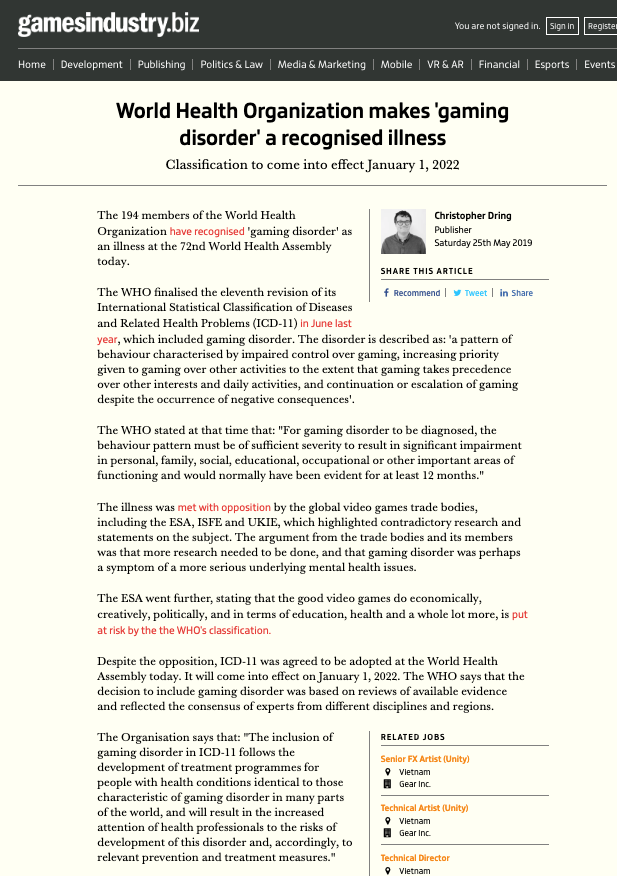 gamesindustry.biz
You are not signed in. Sign in Register
Home | Development | Publishing | Politics & Law | Media & Marketing | Mobile | VR & AR | Financial | Esports | Events
World Health Organization makes 'gaming
disorder' a recognised illness
Classification to come into effect January 1, 2022
The 194 members of the World Health
Organization have recognised 'gaming disorder' as
an illness at the 72nd World Health Assembly
today.
Christopher Dring
Publisher
Saturday 25th May 2019
SHARE THIS ARTICLE
Recommend | Tweet | in Share
The WHO finalised the eleventh revision of its
International Statistical Classification of Diseases
and Related Health Problems (ICD-11) in June last
year, which included gaming disorder. The disorder is described as: 'a pattern of
behaviour characterised by impaired control over gaming, increasing priority
given to gaming over other activities to the extent that gaming takes precedence
over other interests and daily activities, and continuation or escalation of gaming
despite the occurrence of negative consequences'.
The WHO stated at that time that: "For gaming disorder to be diagnosed, the
behaviour pattern must be of sufficient severity to result in significant impairment
in personal, family, social, educational, occupational or other important areas of
functioning and would normally have been evident for at least 12 months."
The illness was met with opposition by the global video games trade bodies,
including the ESA, ISFE and UKIE, which highlighted contradictory research and
statements on the subject. The argument from the trade bodies and its members
was that more research needed to be done, and that gaming disorder was perhaps
a symptom of a more serious underlying mental health issues.
The ESA went further, stating that the good video games do economically,
creatively, politically, and in terms of education, health and a whole lot more, is put
at risk by the the WHO's classification.
Despite the opposition, ICD-11 was agreed to be adopted at the World Health
Assembly today. It will come into effect on January 1, 2022. The WHO says that the
decision to include gaming disorder was based on reviews of available evidence
and reflected the consensus of experts from different disciplines and regions.
The Organisation says that: "The inclusion of
gaming disorder in ICD-11 follows the
development of treatment programmes for
people with health conditions identical to those
characteristic of gaming disorder in many parts
of the world, and will result in the increased
attention of health professionals to the risks of
development of this disorder and, accordingly, to
relevant prevention and treatment measures."
RELATED JOBS
Senior FX Artist (Unity)
Vietnam
Gear Inc.
Technical Artist (Unity)
Vietnam
Gear Inc.
Technical Director
Vietnam